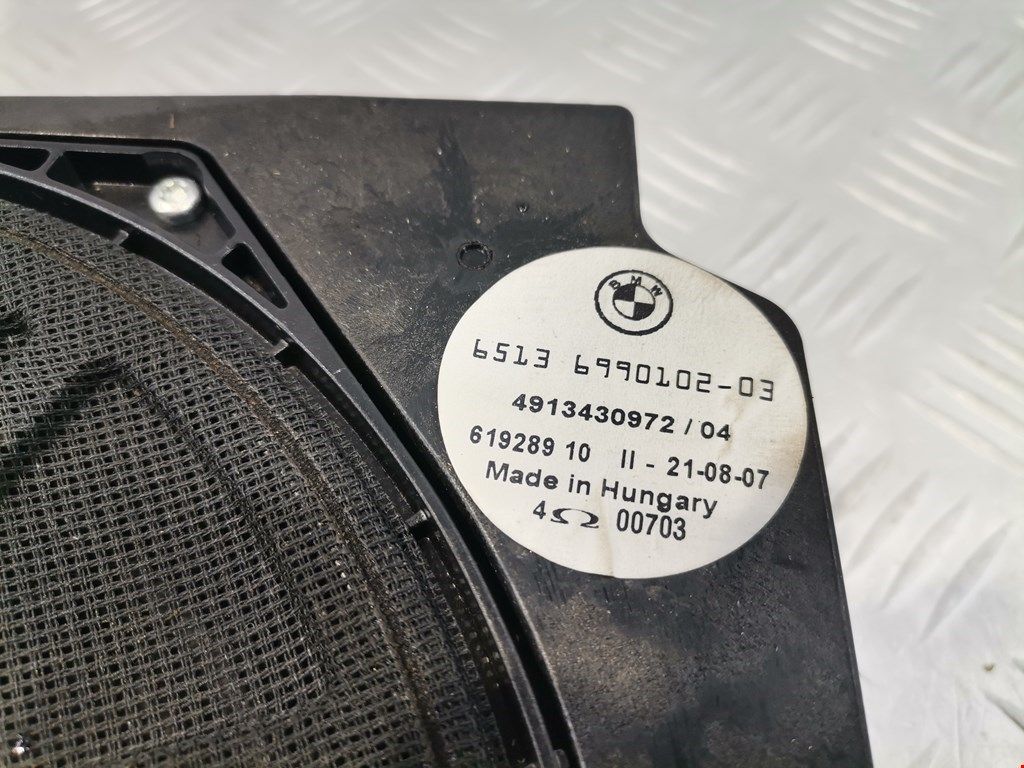 BMW
6513 6990102-03
4913430972 / 04
619289 10 II - 21-08-07
Made in Hungary
4Ω 00703